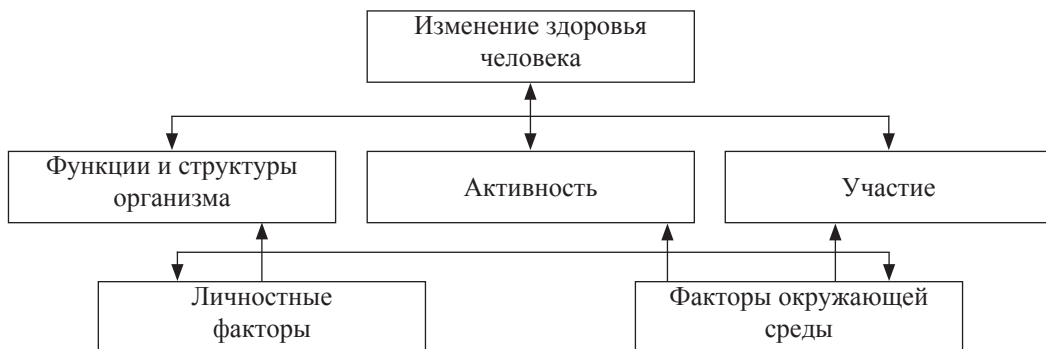 Изменение здоровья
человека
Функции и структуры
организма
Активность
Участие
Личностные
факторы
Факторы окружающей
среды